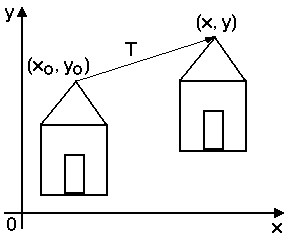 y
(x, y)
T
(x₀, y₀)
0
x